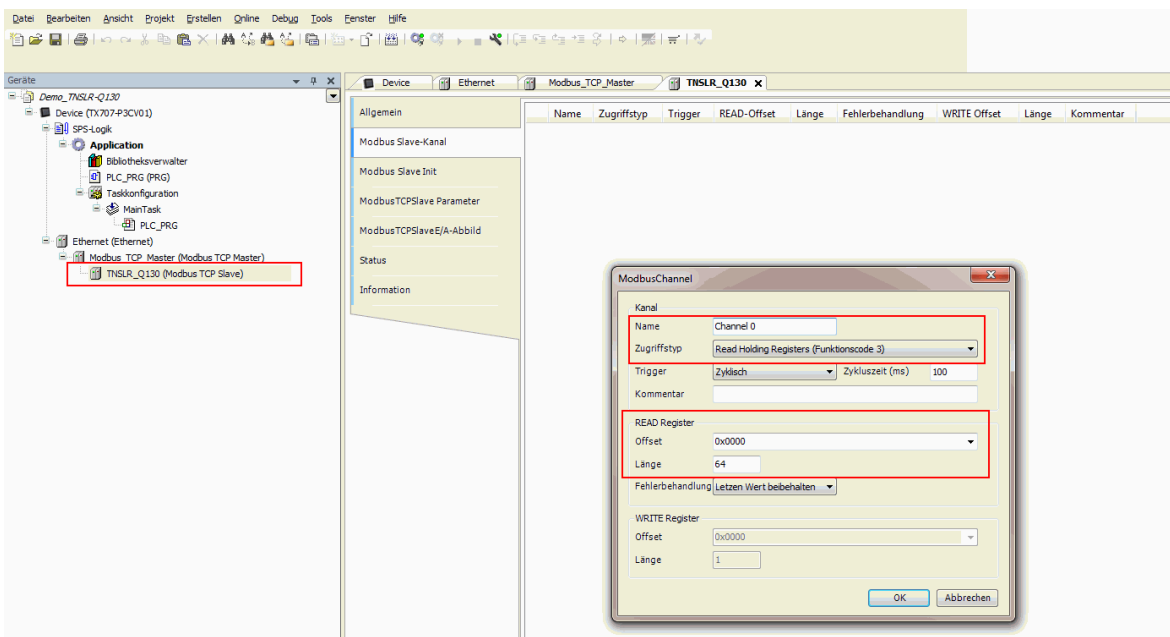 Datei Bearbeiten Ansicht Projekt Erstellen Online Debug Tools Fenster Hilfe
Geräte
Demo_TNSLR-Q130
Device (TX707-P3CV01)
SPS-Logik
Application
Bibliotheksverwalter
PLC_PRG (PRG)
Taskkonfiguration
MainTask
PLC_PRG
Ethernet (Ethernet)
Modbus_TCP_Master (Modbus TCP Master)
TNSLR_Q130 (Modbus TCP Slave)
Device Ethernet Modbus_TCP_Master TNSLR_Q130
Allgemein
Modbus Slave-Kanal
Modbus Slave Init
ModbusTCPSlave Parameter
ModbusTCPSlaveE/A-Abbild
Status
Information
Name Zugriffstyp Trigger READ-Offset Länge Fehlerbehandlung WRITE Offset Länge Kommentar
ModbusChannel
Kanal
Name Channel 0
Zugriffstyp Read Holding Registers (Funktionscode 3)
Trigger Zyklisch Zykluszeit (ms) 100
Kommentar
READ Register
Offset 0x0000
Länge 64
Fehlerbehandlung Letzen Wert beibehalten
WRITE Register
Offset 0x0000
Länge 1
OK Abbrechen